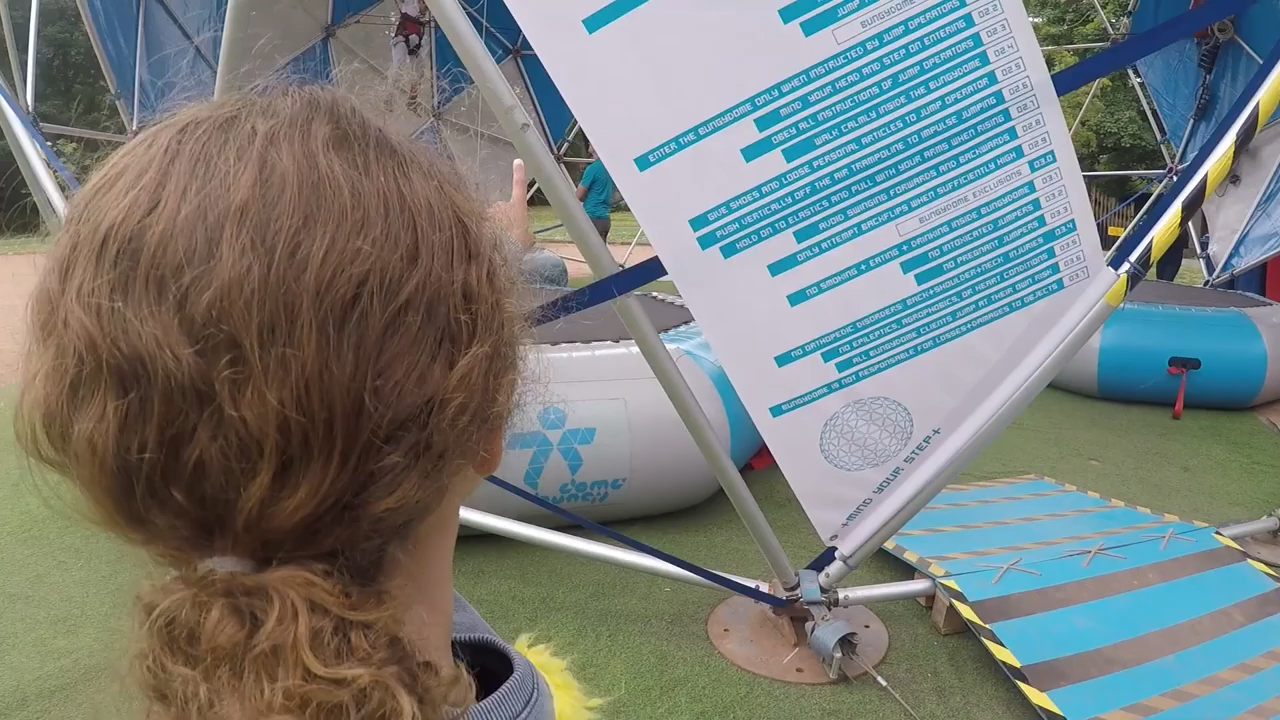 JUMP
BUNGYDOME
ENTER THE BUNGYDOME ONLY WHEN INSTRUCTED BY JUMP OPERATORS 02.2
MIND YOUR HEAD AND STEP ON ENTERING 02.3
OBEY ALL INSTRUCTIONS OF JUMP OPERATORS 02.4
WALK CALMLY INSIDE THE BUNGYDOME
GIVE SHOES AND LOOSE PERSONAL ARTICLES TO JUMP OPERATOR 02.5
PUSH VERTICALLY OFF THE AIR TRAMPOLINE TO IMPULSE JUMPING 02.6
HOLD ON TO ELASTICS AND PULL WITH YOUR ARMS WHEN RISING 02.7
AVOID SWINGING FORWARDS AND BACKWARDS 02.8
ONLY ATTEMPT BACKFLIPS WHEN SUFFICIENTLY HIGH 02.9
BUNGYDOME EXCLUSIONS 03.0
NO SMOKING + EATING + DRINKING INSIDE BUNGYDOME 03.1
NO INTOXICATED JUMPERS 03.2
NO PREGNANT JUMPERS 03.3
NO ORTHOPEDIC DISORDERS: BACK+SHOULDER+NECK INJURIES 03.4
NO EPILEPTICS, AGROPHOBICS, OR HEART CONDITIONS 03.5
ALL BUNGYDOME CLIENTS JUMP AT THEIR OWN RISK 03.6
BUNGYDOME IS NOT RESPONSIBLE FOR LOSSES+DAMAGES TO OBJECTS 03.7
+MIND YOUR STEP+
dome
bungy